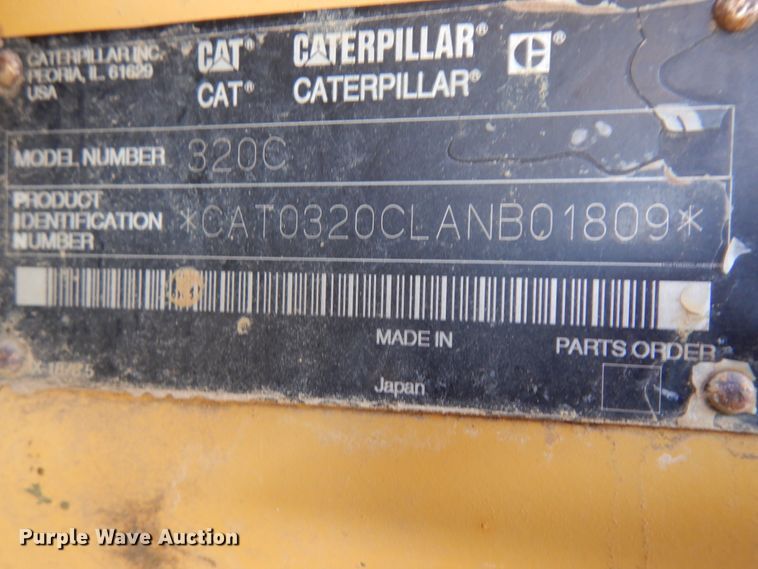 CATERPILLAR INC.
PEORIA, IL 61629
USA
CAT® CATERPILLAR®
CAT® CATERPILLAR®
MODEL NUMBER 320C
PRODUCT
IDENTIFICATION
NUMBER
*CAT0320CLANB01809*
MADE IN
Japan
PARTS ORDER
Purple Wave Auction